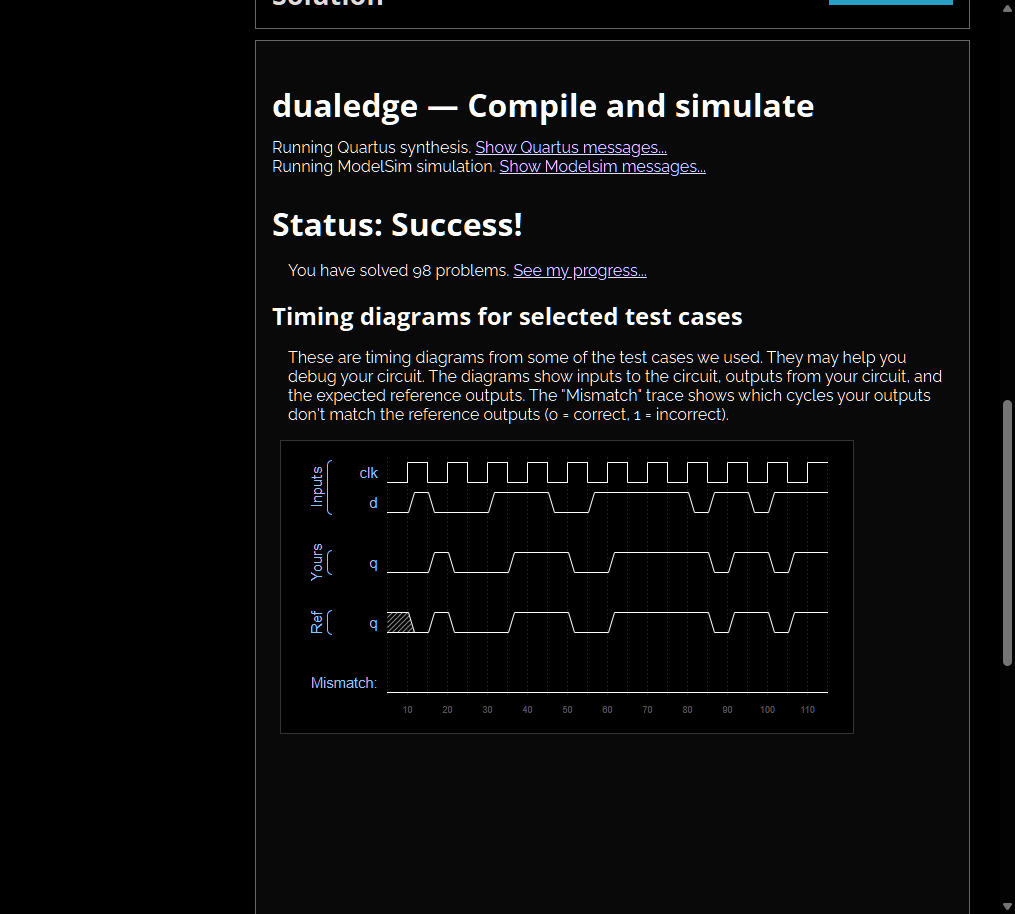 Solution
dualedge — Compile and simulate
Running Quartus synthesis. Show Quartus messages...
Running ModelSim simulation. Show Modelsim messages...
Status: Success!
You have solved 98 problems. See my progress...
Timing diagrams for selected test cases
These are timing diagrams from some of the test cases we used. They may help you
debug your circuit. The diagrams show inputs to the circuit, outputs from your circuit, and
the expected reference outputs. The "Mismatch" trace shows which cycles your outputs
don't match the reference outputs (0 = correct, 1 = incorrect).
Inputs
clk
d
Yours
q
Ref
q
Mismatch:
10 20 30 40 50 60 70 80 90 100 110